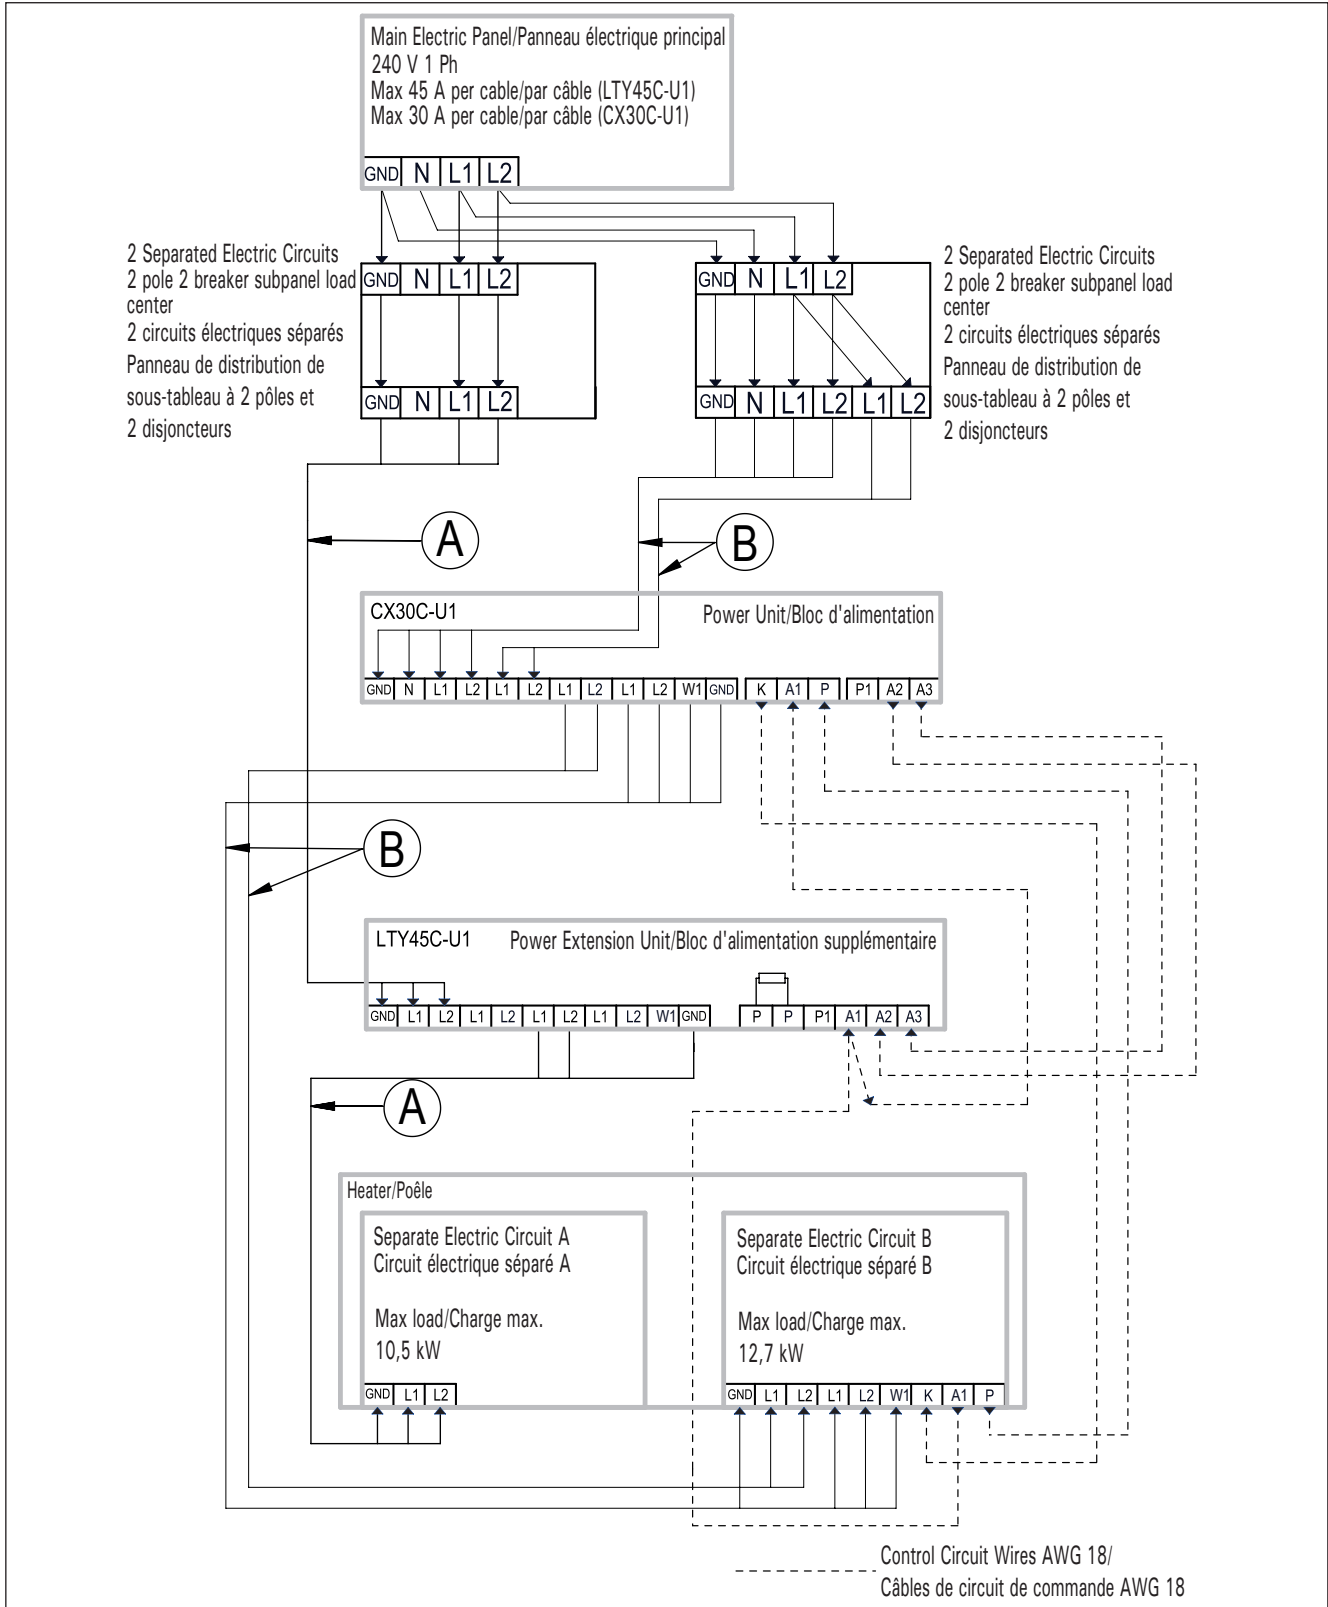 Main Electric Panel/Panneau électrique principal
240 V 1 Ph
Max 45 A per cable/par câble (LTY45C-U1)
Max 30 A per cable/par câble (CX30C-U1)
GND N L1 L2
2 Separated Electric Circuits
2 pole 2 breaker subpanel load
center
2 circuits électriques séparés
Panneau de distribution de
sous-tableau à 2 pôles et
2 disjoncteurs
GND N L1 L2
GND N L1 L2
GND N L1 L2
GND N L1 L2 L1 L2
2 Separated Electric Circuits
2 pole 2 breaker subpanel load
center
2 circuits électriques séparés
Panneau de distribution de
sous-tableau à 2 pôles et
2 disjoncteurs
A
B
CX30C-U1
Power Unit/Bloc d'alimentation
GND N L1 L2 L1 L2 L1 L2 L1 L2 W1 GND K A1 P P1 A2 A3
B
LTY45C-U1
Power Extension Unit/Bloc d'alimentation supplémentaire
GND L1 L2 L1 L2 L1 L2 L1 L2 W1 GND P P P1 A1 A2 A3
A
Heater/Poêle
Separate Electric Circuit A
Circuit électrique séparé A
Max load/Charge max.
10,5 kW
GND L1 L2
Separate Electric Circuit B
Circuit électrique séparé B
Max load/Charge max.
12,7 kW
GND L1 L2 L1 L2 W1 K A1 P
Control Circuit Wires AWG 18/
Câbles de circuit de commande AWG 18